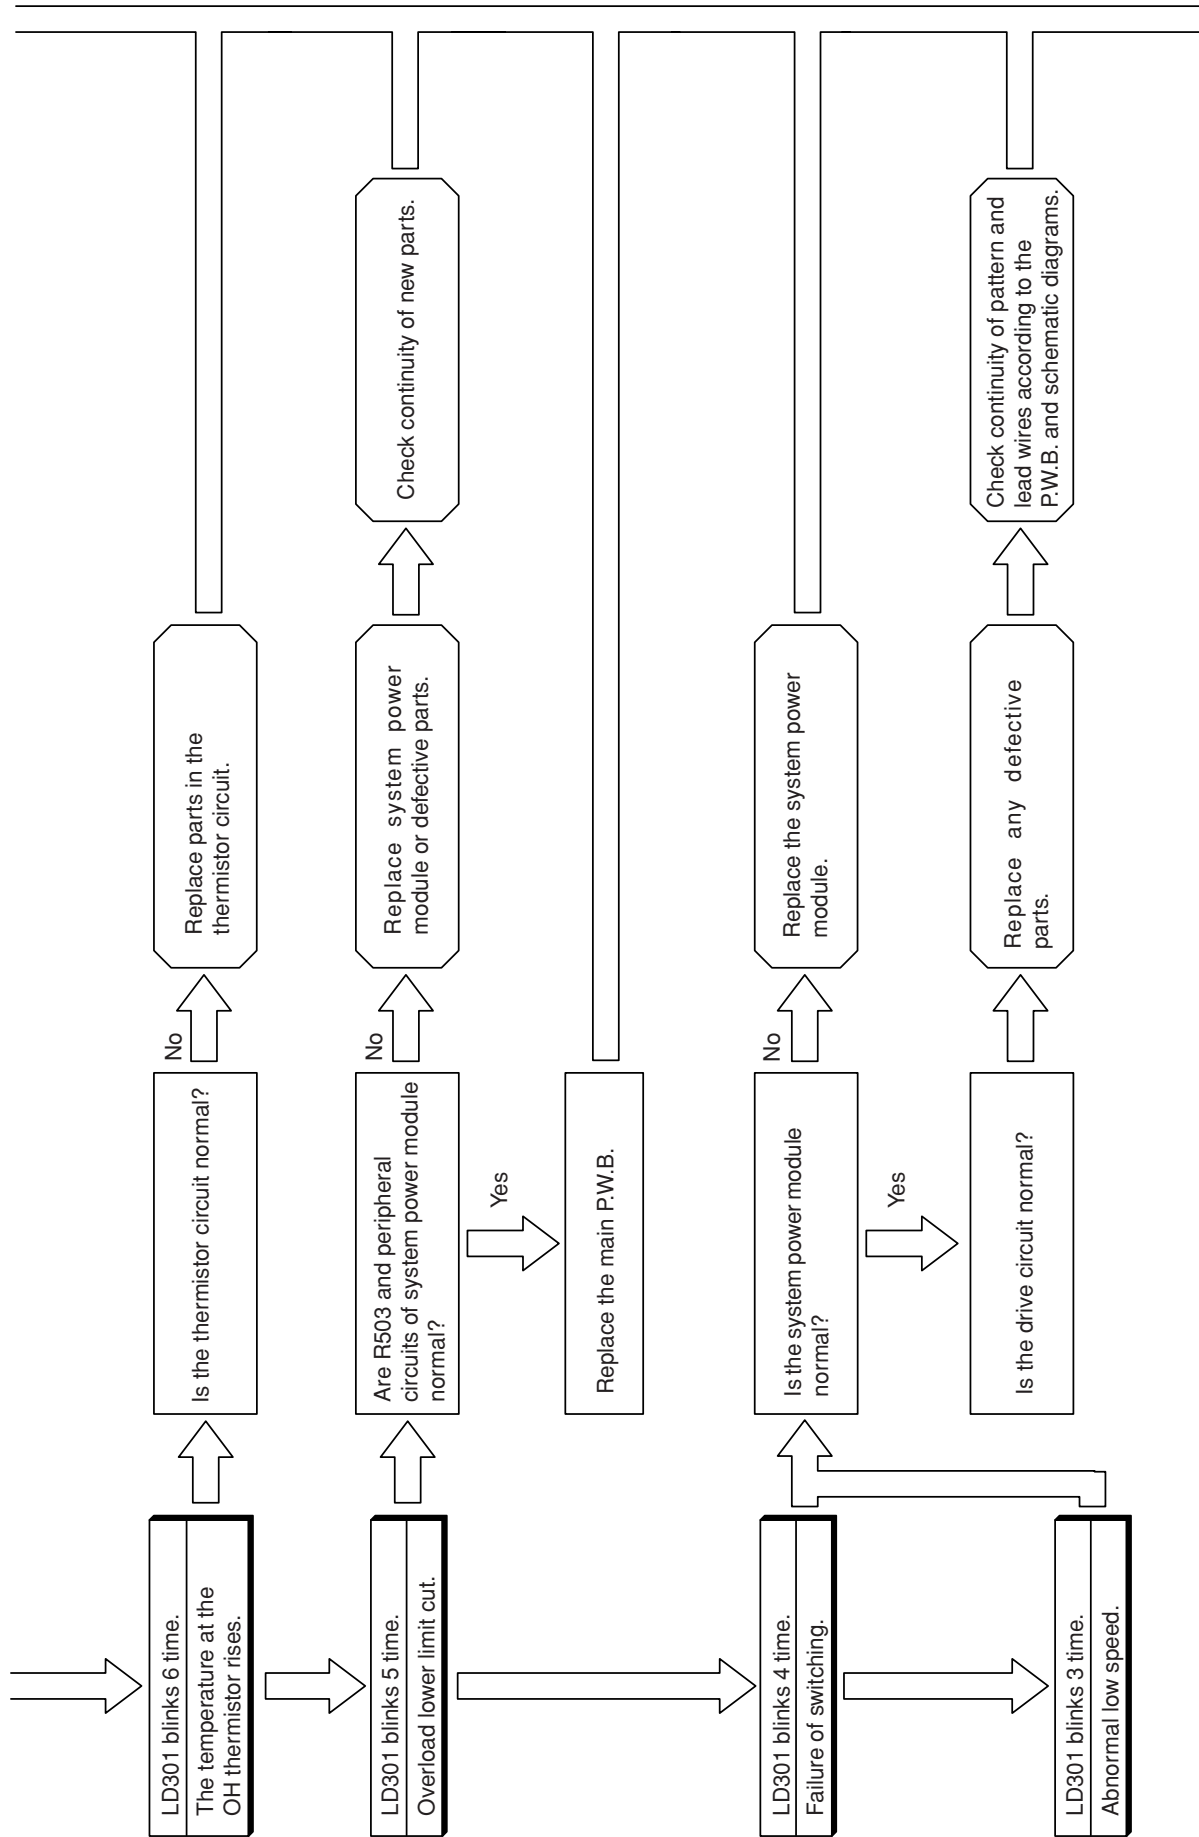 LD301 blinks 6 time.
The temperature at the
OH thermistor rises.
Is the thermistor circuit normal?
No
Replace parts in the
thermistor circuit.
LD301 blinks 5 time.
Overload lower limit cut.
Are R503 and peripheral
circuits of system power module
normal?
No
Replace system power
module or defective parts.
Check continuity of new parts.
Yes
Replace the main P.W.B.
LD301 blinks 4 time.
Failure of switching.
Is the system power module
normal?
No
Replace the system power
module.
Yes
LD301 blinks 3 time.
Abnormal low speed.
Is the drive circuit normal?
Replace any defective
parts.
Check continuity of pattern and
lead wires according to the
P.W.B. and schematic diagrams.